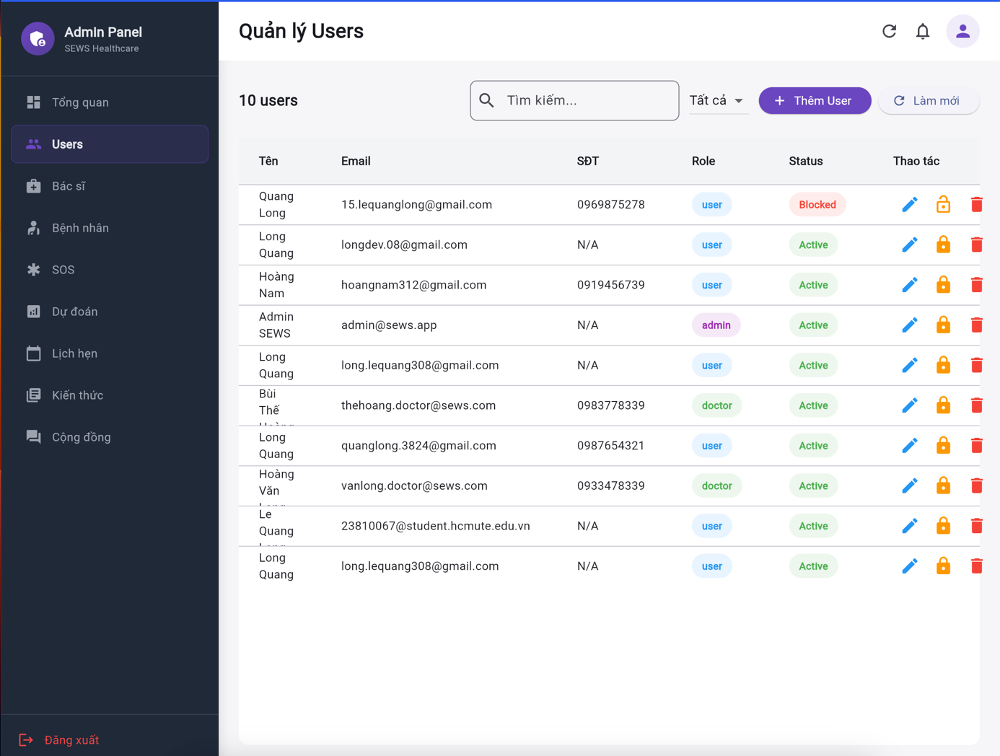 Admin Panel
SEWS Healthcare
Tổng quan
Users
Bác sĩ
Bệnh nhân
SOS
Dự đoán
Lịch hẹn
Kiến thức
Cộng đồng
Đăng xuất
Quản lý Users
10 users
Tìm kiếm...
Tất cả
Thêm User
Làm mới
Tên Email SĐT Role Status Thao tác
Quang
Long
15.lequanglong@gmail.com 0969875278 user Blocked
Long
Quang
longdev.08@gmail.com N/A user Active
Hoàng
Nam
hoangnam312@gmail.com 0919456739 user Active
Admin
SEWS
admin@sews.app N/A admin Active
Long
Quang
long.lequang308@gmail.com N/A user Active
Bùi
Thế
thehoang.doctor@sews.com 0983778339 doctor Active
Long
Quang
quanglong.3824@gmail.com 0987654321 user Active
Hoàng
Văn
vanlong.doctor@sews.com 0933478339 doctor Active
Le
Quang
23810067@student.hcmute.edu.vn N/A user Active
Long
Quang
long.lequang308@gmail.com N/A user Active